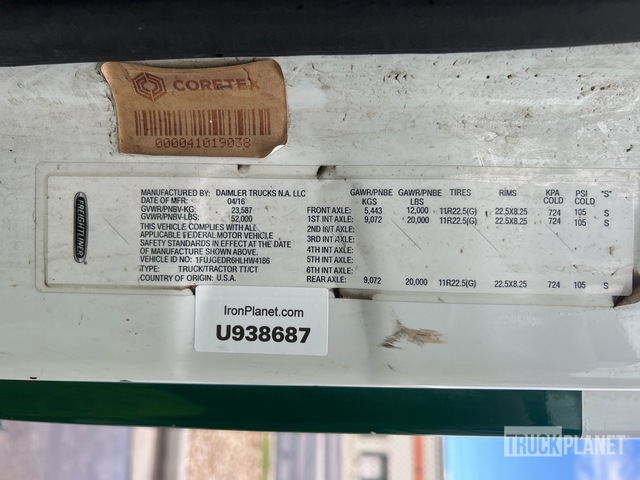 CORETEX
000041019038
FREIGHTLINER
MANUFACTURED BY: DAIMLER TRUCKS N.A. LLC
DATE OF MFR: 04/16
GVWR/PNBV-KG: 23,587
GVWR/PNBV-LBS: 52,000
THIS VEHICLE COMPLIES WITH ALL
APPLICABLE FEDERAL MOTOR VEHICLE
SAFETY STANDARDS IN EFFECT AT THE DATE
OF MANUFACTURE SHOWN ABOVE.
VEHICLE ID. 1FUJGEDR6HLHW4186
TYPE: TRUCK/TRACTOR TT/CT
COUNTRY OF ORIGIN: U.S.A.
GAWR/PNBE GAWR/PNBE TIRES RIMS KPA PSI "S"
KGS LBS COLD COLD
FRONT AXLE: 5,443 12,000 11R22.5(G) 22.5X8.25 724 105 S
1ST INT AXLE: 9,072 20,000 11R22.5(G) 22.5X8.25 724 105 S
2ND INT AXLE:
3RD INT AXLE:
4TH INT AXLE:
5TH INT AXLE:
6TH INT AXLE:
REAR AXLE: 9,072 20,000 11R22.5(G) 22.5X8.25 724 105 S
IronPlanet.com
U938687
TRUCKPLANET